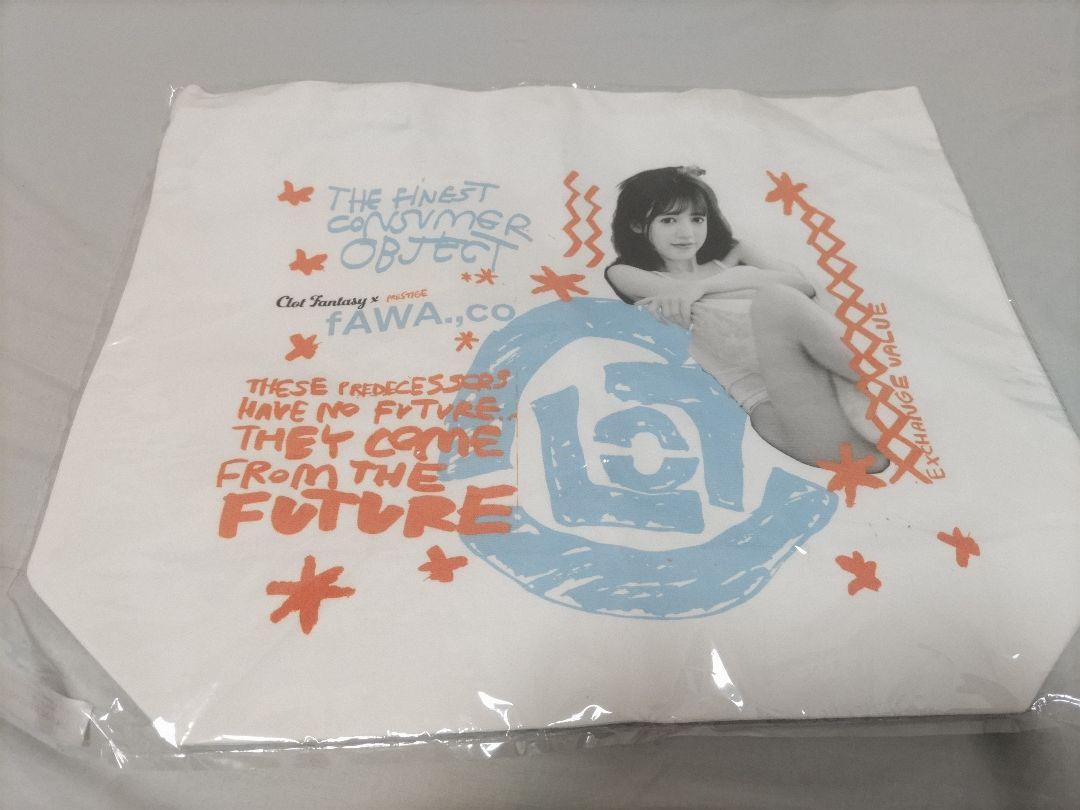 THE FINEST
CONSUMER
OBJECT
Clot Fantasy x PRESTIGE
fAWA.,co
THESE PREDECESSORS
HAVE NO FUTURE..
THEY COME
FROM THE
FUTURE
EXCHANGE VALUE